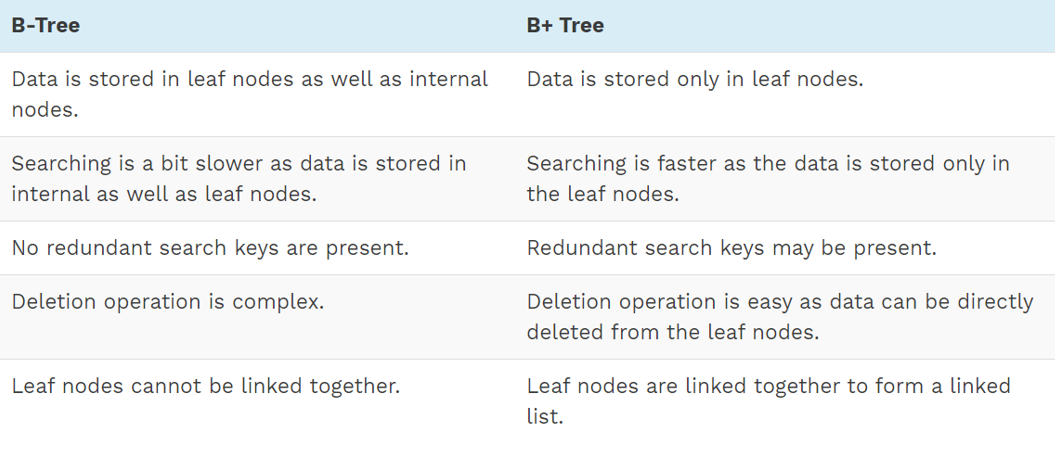 B-Tree
B+ Tree
Data is stored in leaf nodes as well as internal
nodes.
Data is stored only in leaf nodes.
Searching is a bit slower as data is stored in
internal as well as leaf nodes.
Searching is faster as the data is stored only in
the leaf nodes.
No redundant search keys are present.
Redundant search keys may be present.
Deletion operation is complex.
Deletion operation is easy as data can be directly
deleted from the leaf nodes.
Leaf nodes cannot be linked together.
Leaf nodes are linked together to form a linked
list.